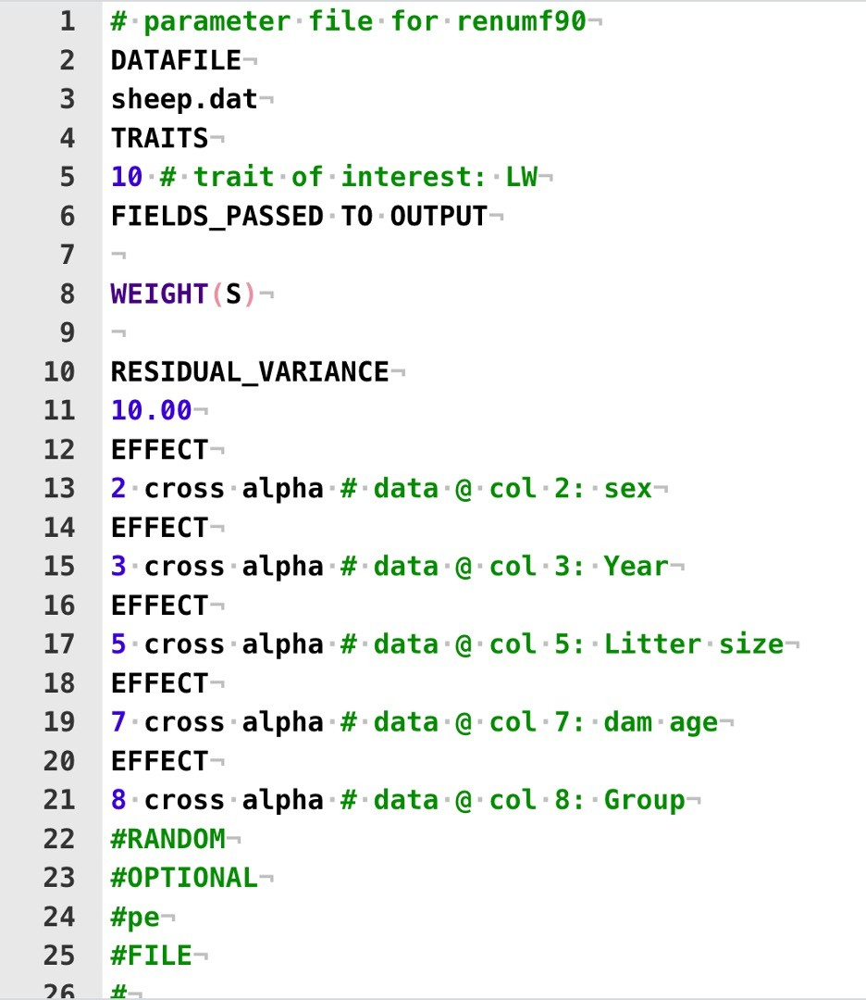 1 # parameter file for renumf90
2 DATAFILE
3 sheep.dat
4 TRAITS
5 10 # trait of interest: LW
6 FIELDS_PASSED TO OUTPUT
7
8 WEIGHT(S)
9
10 RESIDUAL_VARIANCE
11 10.00
12 EFFECT
13 2 cross alpha # data @ col 2: sex
14 EFFECT
15 3 cross alpha # data @ col 3: Year
16 EFFECT
17 5 cross alpha # data @ col 5: Litter size
18 EFFECT
19 7 cross alpha # data @ col 7: dam age
20 EFFECT
21 8 cross alpha # data @ col 8: Group
22 #RANDOM
23 #OPTIONAL
24 #pe
25 #FILE
26 #